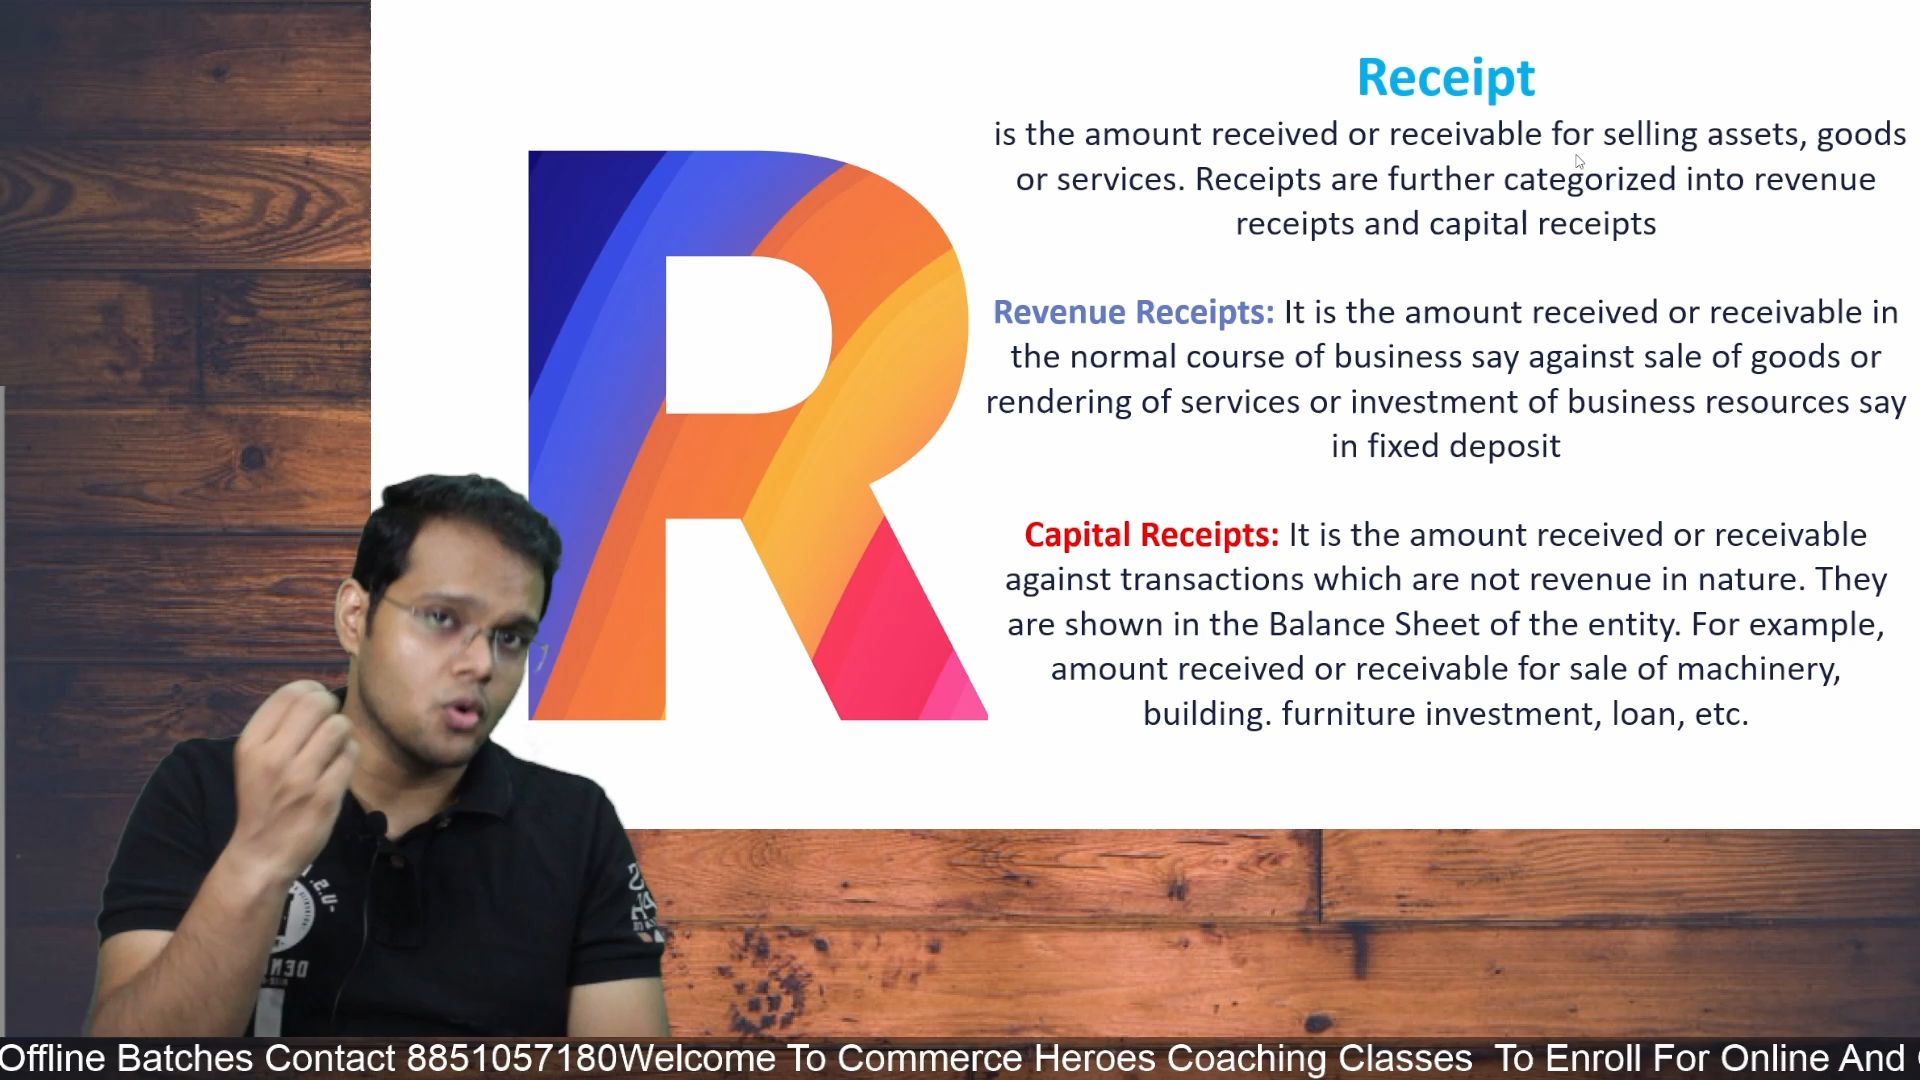 Receipt
is the amount received or receivable for selling assets, goods
or services. Receipts are further categorized into revenue
receipts and capital receipts
Revenue Receipts: It is the amount received or receivable in
the normal course of business say against sale of goods or
rendering of services or investment of business resources say
in fixed deposit
Capital Receipts: It is the amount received or receivable
against transactions which are not revenue in nature. They
are shown in the Balance Sheet of the entity. For example,
amount received or receivable for sale of machinery,
building. furniture investment, loan, etc.
R
Offline Batches Contact 8851057180Welcome To Commerce Heroes Coaching Classes To Enroll For Online And